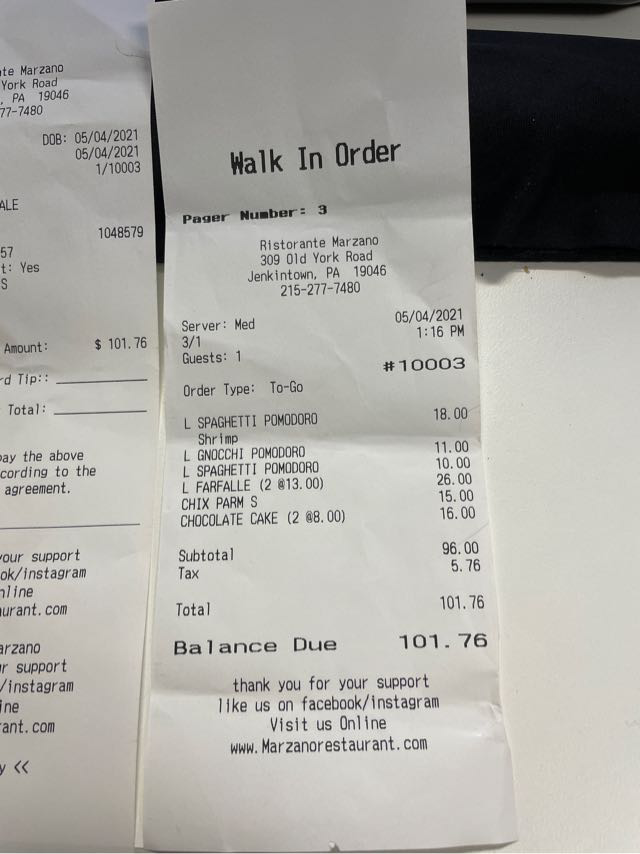 te Marzano
York Road
, PA 19046
77-7480
DOB: 05/04/2021
05/04/2021
1/10003
ALE
1048579
57
t: Yes
S
Amount: $ 101.76
rd Tip::
Total:
pay the above
ccording to the
agreement.
your support
ok/instagram
nline
aurant.com
arzano
ur support
/instagram
ine
rant.com
y <<
Walk In Order
Pager Number: 3
Ristorante Marzano
309 Old York Road
Jenkintown, PA 19046
215-277-7480
Server: Med 05/04/2021
3/1 1:16 PM
Guests: 1
#10003
Order Type: To-Go
L SPAGHETTI POMODORO 18.00
Shrimp
L GNOCCHI POMODORO 11.00
L SPAGHETTI POMODORO 10.00
L FARFALLE (2 @13.00) 26.00
CHIX PARM S 15.00
CHOCOLATE CAKE (2 @8.00) 16.00
Subtotal 96.00
Tax 5.76
Total 101.76
Balance Due 101.76
thank you for your support
like us on facebook/instagram
Visit us Online
www.Marzanorestaurant.com